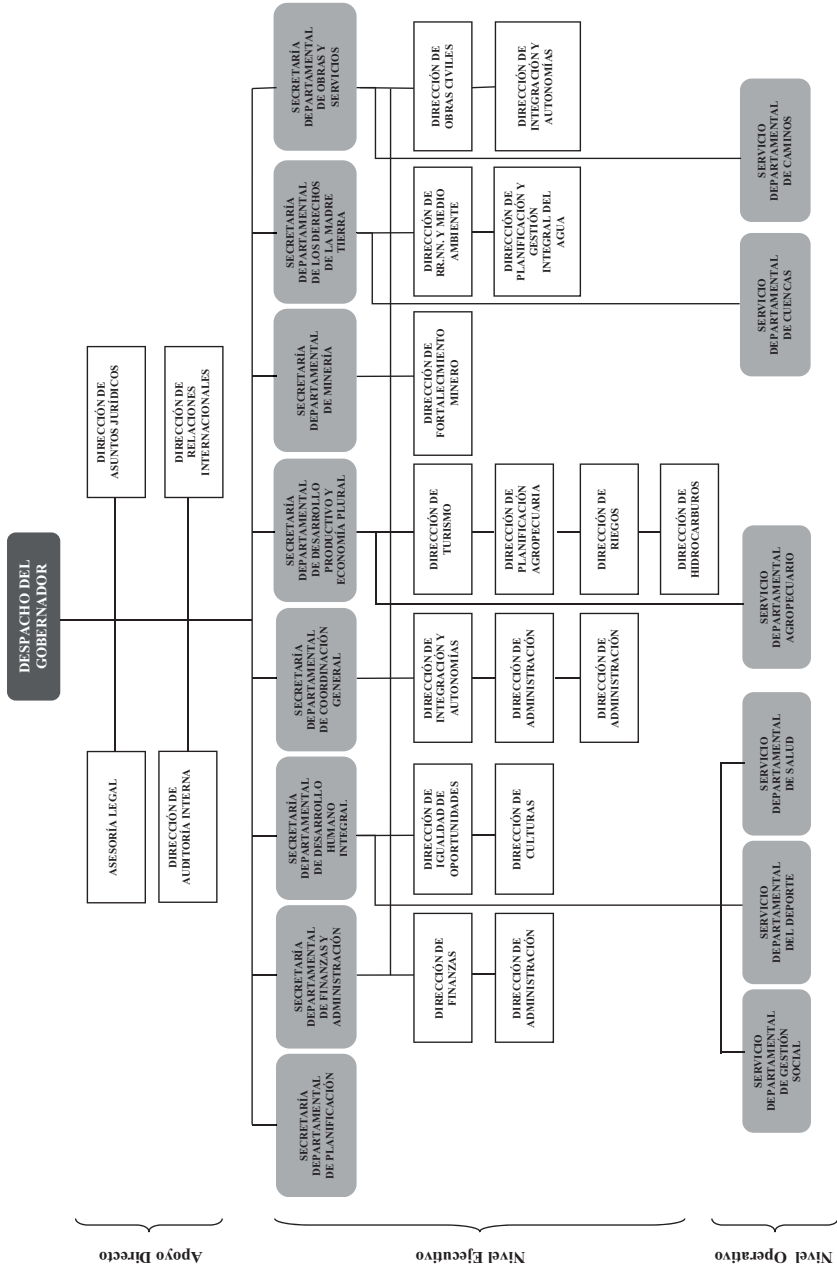 DESPACHO DEL
GOBERNADOR
Apoyo Directo
ASESORÍA LEGAL
DIRECCIÓN DE
ASUNTOS JURÍDICOS
DIRECCIÓN DE
AUDITORÍA INTERNA
DIRECCIÓN DE
RELACIONES
INTERNACIONALES
Nivel Ejecutivo
SECRETARÍA
DEPARTAMENTAL
DE PLANIFICACIÓN
SECRETARÍA
DEPARTAMENTAL
DE FINANZAS Y
ADMINISTRACIÓN
SECRETARÍA
DEPARTAMENTAL
DE DESARROLLO
HUMANO
INTEGRAL
SECRETARÍA
DEPARTAMENTAL
DE COORDINACIÓN
GENERAL
SECRETARÍA
DEPARTAMENTAL
DE DESARROLLO
PRODUCTIVO Y
ECONOMÍA PLURAL
SECRETARÍA
DEPARTAMENTAL
DE MINERÍA
SECRETARÍA
DEPARTAMENTAL
DE LOS DERECHOS
DE LA MADRE
TIERRA
SECRETARÍA
DEPARTAMENTAL
DE OBRAS Y
SERVICIOS
DIRECCIÓN DE
FINANZAS
DIRECCIÓN DE
IGUALDAD DE
OPORTUNIDADES
DIRECCIÓN DE
INTEGRACIÓN Y
AUTONOMÍAS
DIRECCIÓN DE
TURISMO
DIRECCIÓN DE
FORTALECIMIENTO
MINERO
DIRECCIÓN DE
RR.NN. Y MEDIO
AMBIENTE
DIRECCIÓN DE
OBRAS CIVILES
DIRECCIÓN DE
ADMINISTRACIÓN
DIRECCIÓN DE
CULTURAS
DIRECCIÓN DE
ADMINISTRACIÓN
DIRECCIÓN DE
PLANIFICACIÓN
AGROPECUARIA
DIRECCIÓN DE
PLANIFICACIÓN Y
GESTIÓN
INTEGRAL DEL
AGUA
DIRECCIÓN DE
INTEGRACIÓN Y
AUTONOMÍAS
DIRECCIÓN DE
ADMINISTRACIÓN
DIRECCIÓN DE
RIEGOS
DIRECCIÓN DE
HIDROCARBUROS
Nivel Operativo
SERVICIO
DEPARTAMENTAL
DE GESTIÓN
SOCIAL
SERVICIO
DEPARTAMENTAL
DEL DEPORTE
SERVICIO
DEPARTAMENTAL
DE SALUD
SERVICIO
DEPARTAMENTAL
AGROPECUARIO
SERVICIO
DEPARTAMENTAL
DE CUENCAS
SERVICIO
DEPARTAMENTAL
DE CAMINOS